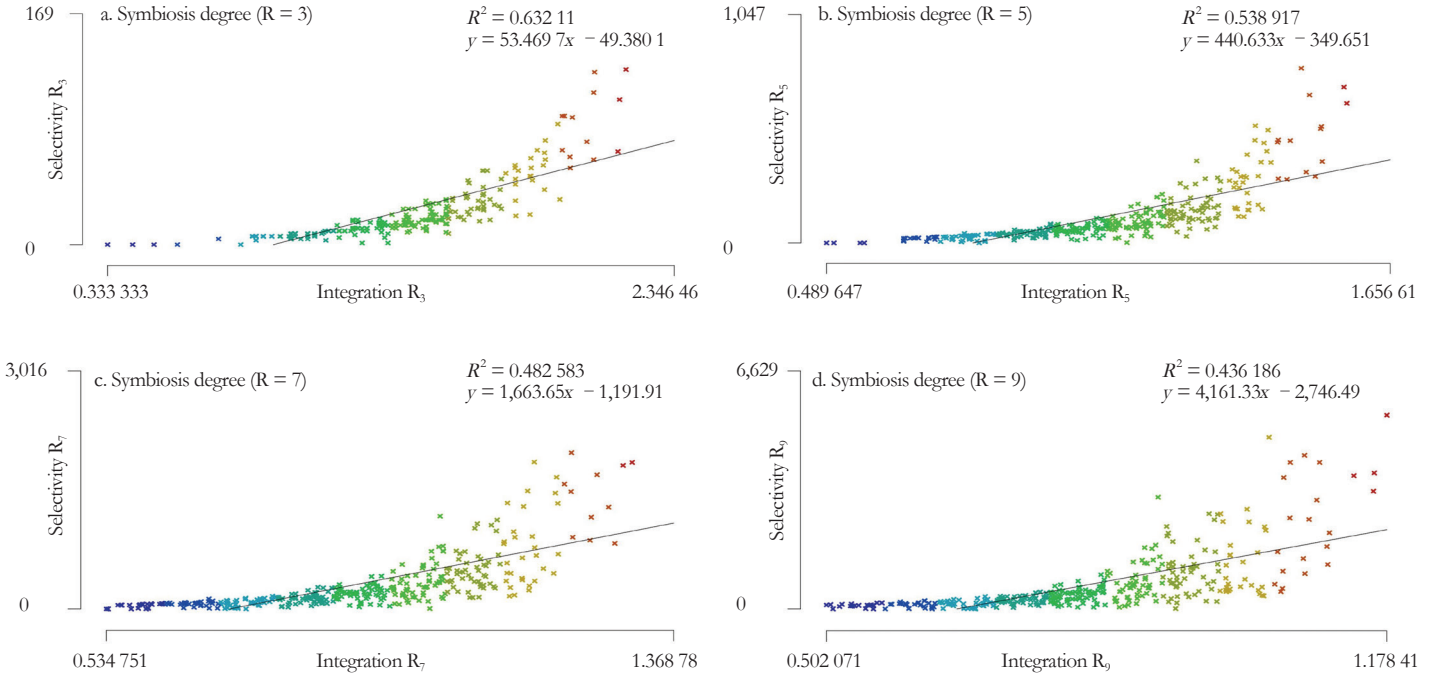 169
a. Symbiosis degree (R = 3)
R² = 0.632 11
y = 53.469 7x − 49.380 1
Selectivity R₃
0
0.333 333
Integration R₃
2.346 46
1,047
b. Symbiosis degree (R = 5)
R² = 0.538 917
y = 440.633x − 349.651
Selectivity R₅
0
0.489 647
Integration R₅
1.656 61
3,016
c. Symbiosis degree (R = 7)
R² = 0.482 583
y = 1,663.65x − 1,191.91
Selectivity R₇
0
0.534 751
Integration R₇
1.368 78
6,629
d. Symbiosis degree (R = 9)
R² = 0.436 186
y = 4,161.33x − 2,746.49
Selectivity R₉
0
0.502 071
Integration R₉
1.178 41